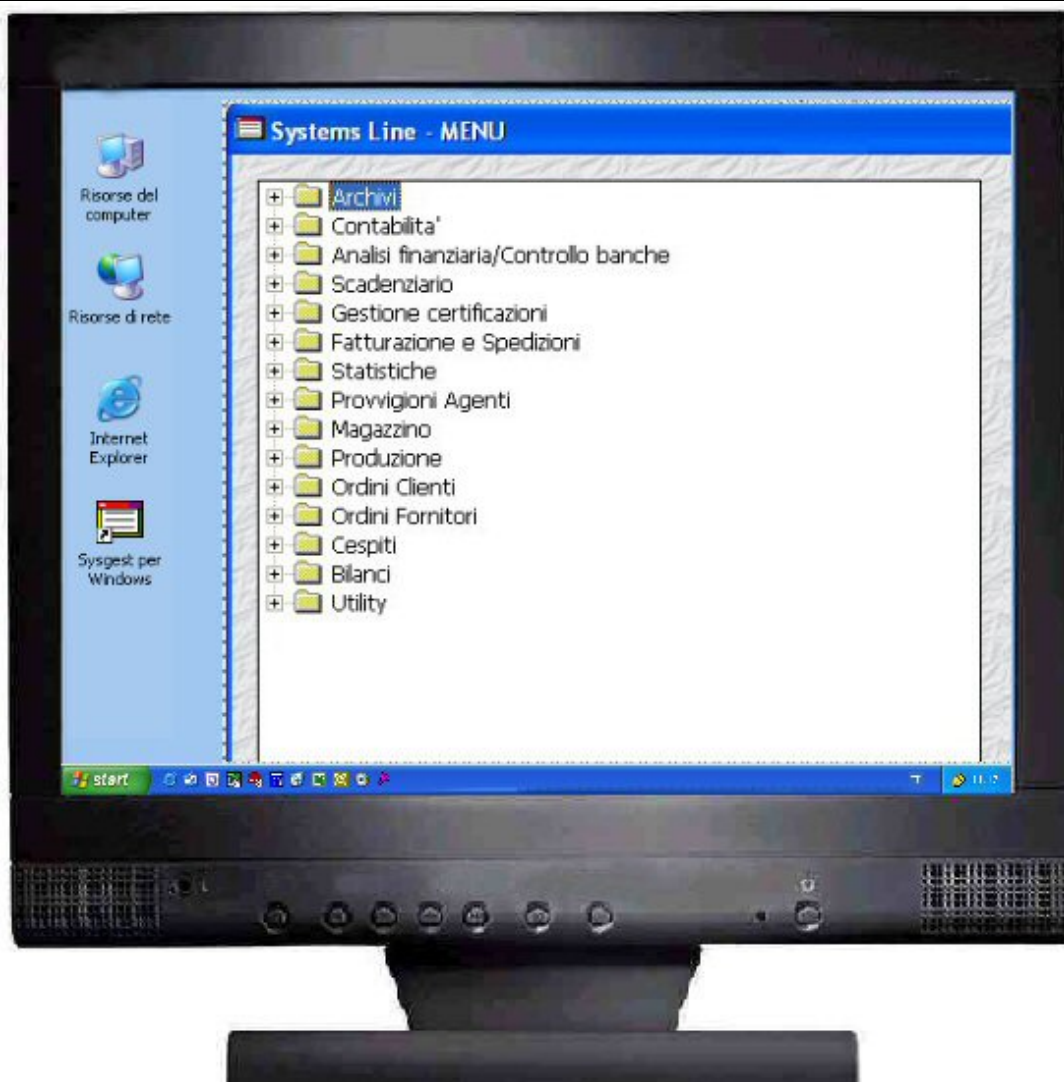 Systems Line - MENU
Risorse del
computer
Risorse di rete
Internet
Explorer
Sysgest per
Windows
Archivi
Contabilita'
Analisi finanziaria/Controllo banche
Scadenziario
Gestione certificazioni
Fatturazione e Spedizioni
Statistiche
Provvigioni Agenti
Magazzino
Produzione
Ordini Clienti
Ordini Fornitori
Cespiti
Bilanci
Utility
start